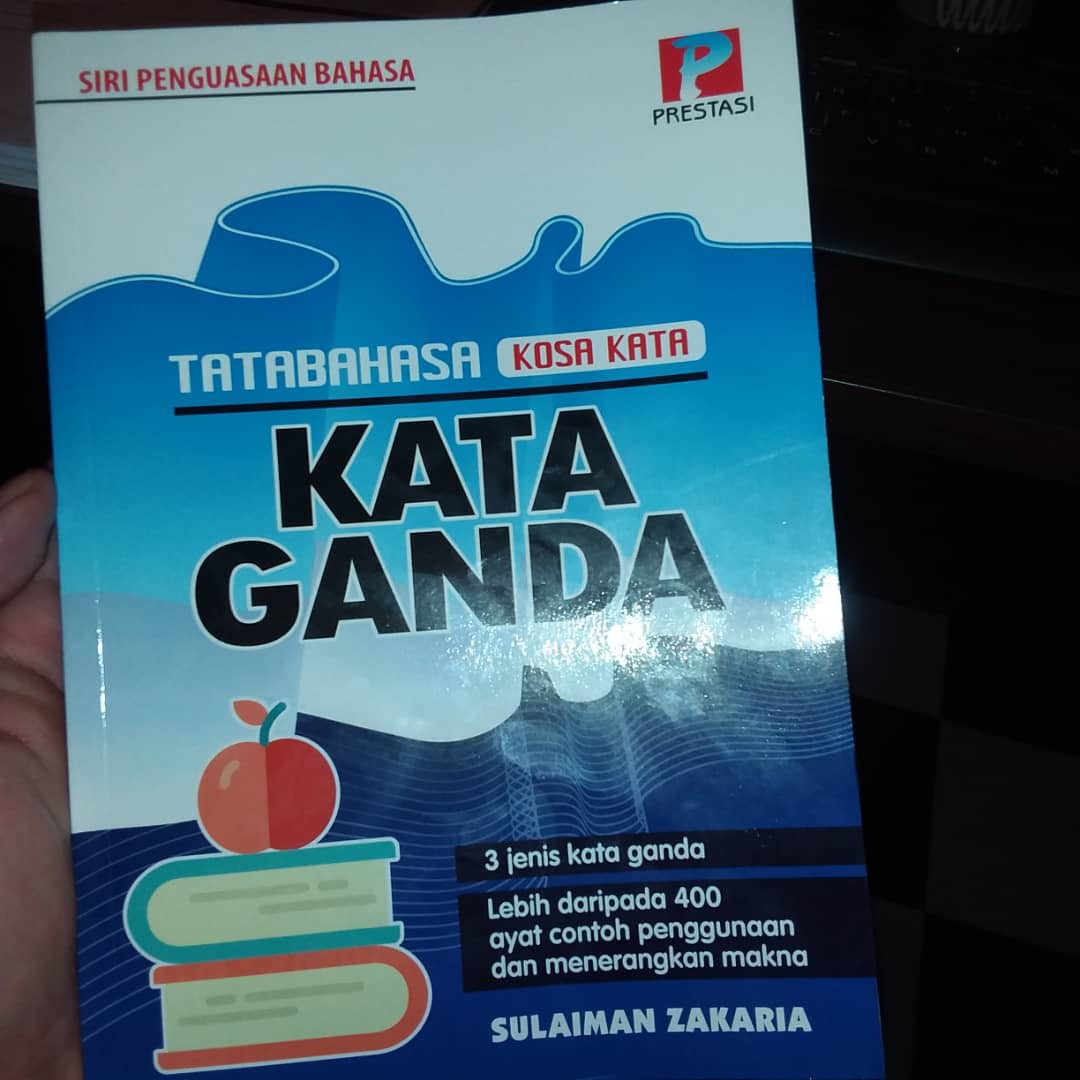 SIRI PENGUASAAN BAHASA
PRESTASI
TATABAHASA KOSA KATA
KATA
GANDA
3 jenis kata ganda
Lebih daripada 400
ayat contoh penggunaan
dan menerangkan makna
SULAIMAN ZAKARIA